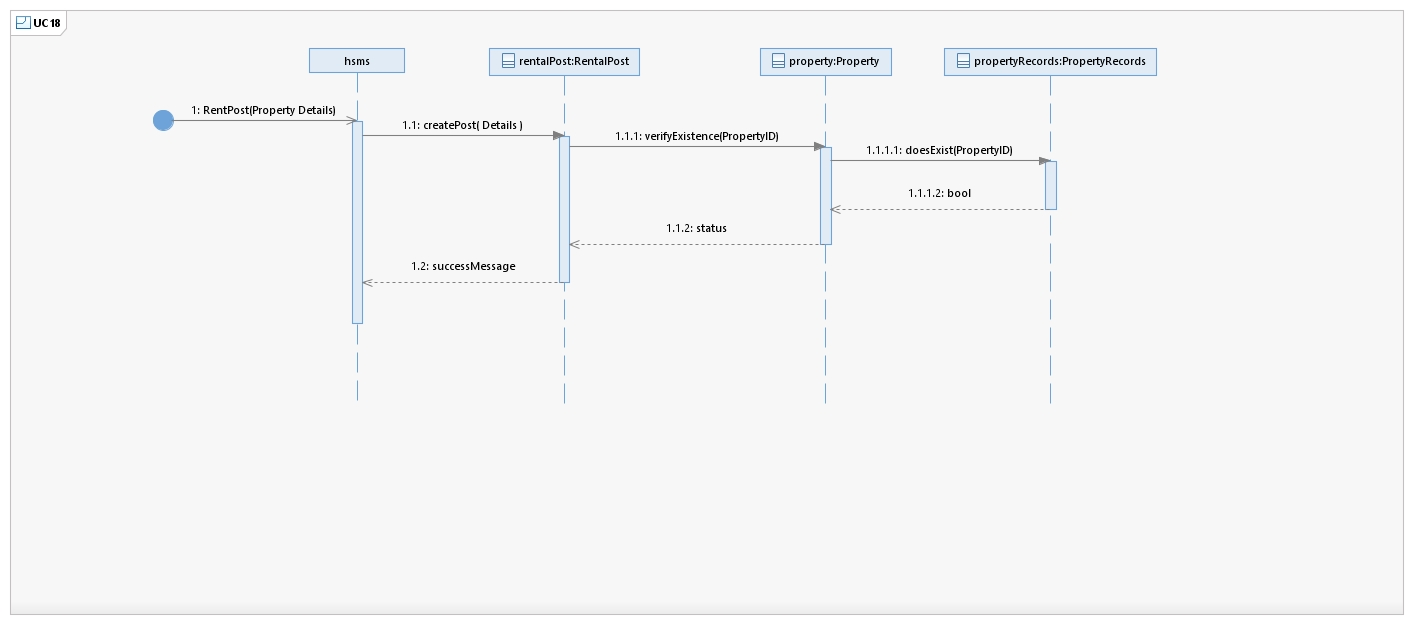 UC 18
hsms
rentalPost:RentalPost
property:Property
propertyRecords:PropertyRecords
1: RentPost(Property Details)
1.1: createPost( Details )
1.1.1: verifyExistence(PropertyID)
1.1.1.1: doesExist(PropertyID)
1.1.1.2: bool
1.1.2: status
1.2: successMessage